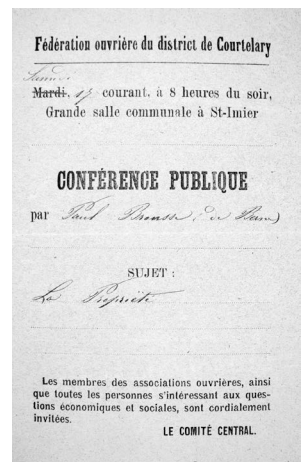 Fédération ouvrière du district de Courtelary
Samedi
Mardi, 17 courant, à 8 heures du soir,
Grande salle communale à St-Imier
CONFÉRENCE PUBLIQUE
par Paul Brousse (de Berne)
SUJET :
La Propriété
Les membres des associations ouvrières, ainsi
que toutes les personnes s'intéressant aux ques-
tions économiques et sociales, sont cordialement
invitées.
LE COMITÉ CENTRAL.